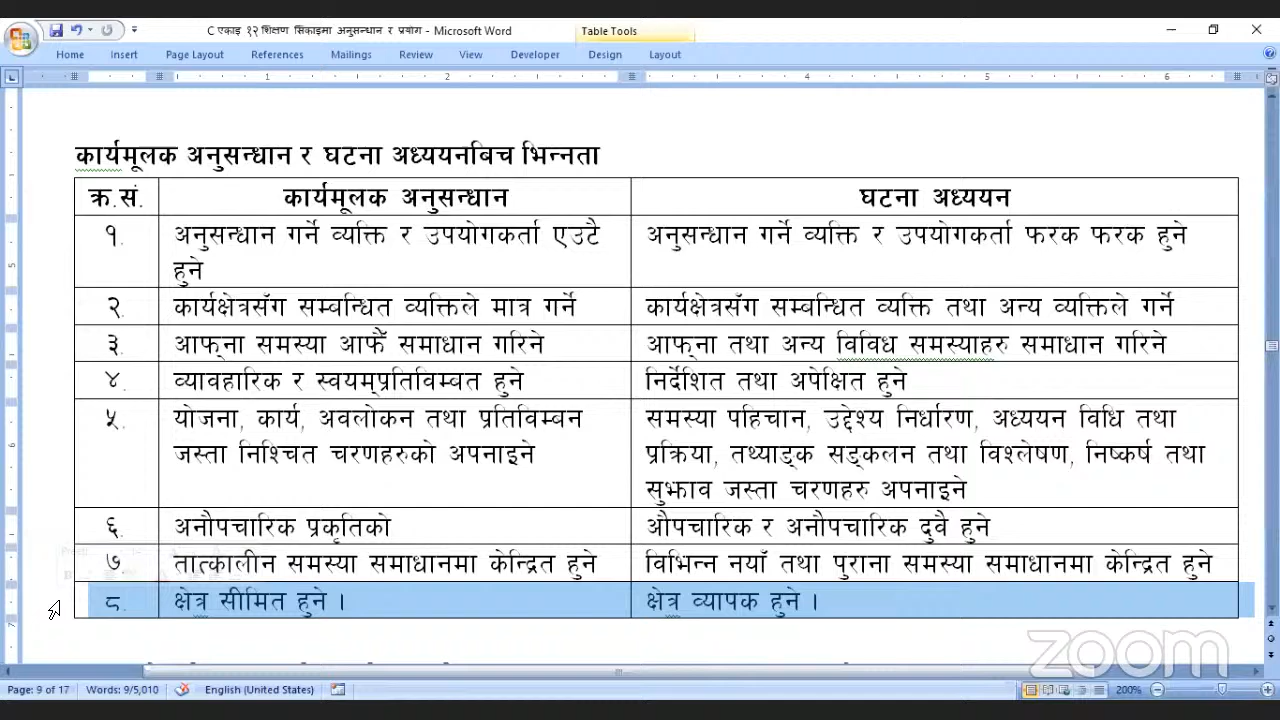 C एकाइ १२ शिक्षण सिकाइमा अनुसन्धान र प्रयोग - Microsoft Word
Table Tools
Home Insert Page Layout References Mailings Review View Developer Design Layout
1 2 4 5 6
कार्यमूलक अनुसन्धान र घटना अध्ययनबिच भिन्नता
क्र.सं. कार्यमूलक अनुसन्धान घटना अध्ययन
१. अनुसन्धान गर्ने व्यक्ति र उपयोगकर्ता एउटै अनुसन्धान गर्ने व्यक्ति र उपयोगकर्ता फरक फरक हुने
हुने
२. कार्यक्षेत्रसँग सम्बन्धित व्यक्तिले मात्र गर्ने कार्यक्षेत्रसँग सम्बन्धित व्यक्ति तथा अन्य व्यक्तिले गर्ने
३. आफ्ना समस्या आफैँ समाधान गरिने आफ्ना तथा अन्य विविध समस्याहरु समाधान गरिने
४. व्यावहारिक र स्वयम्प्रतिविम्बत हुने निर्देशित तथा अपेक्षित हुने
५. योजना, कार्य, अवलोकन तथा प्रतिविम्बन समस्या पहिचान, उद्देश्य निर्धारण, अध्ययन विधि तथा
जस्ता निश्चित चरणहरुको अपनाइने प्रक्रिया, तथ्याङ्क सङ्कलन तथा विश्लेषण, निष्कर्ष तथा
सुझाव जस्ता चरणहरु अपनाइने
६. अनौपचारिक प्रकृतिको औपचारिक र अनौपचारिक दुवै हुने
७. तात्कालीन समस्या समाधानमा केन्द्रित हुने विभिन्न नयाँ तथा पुराना समस्या समाधानमा केन्द्रित हुने
८. क्षेत्र सीमित हुने । क्षेत्र व्यापक हुने ।
zoom
Page: 9 of 17 Words: 9/5,010 English (United States) 200%